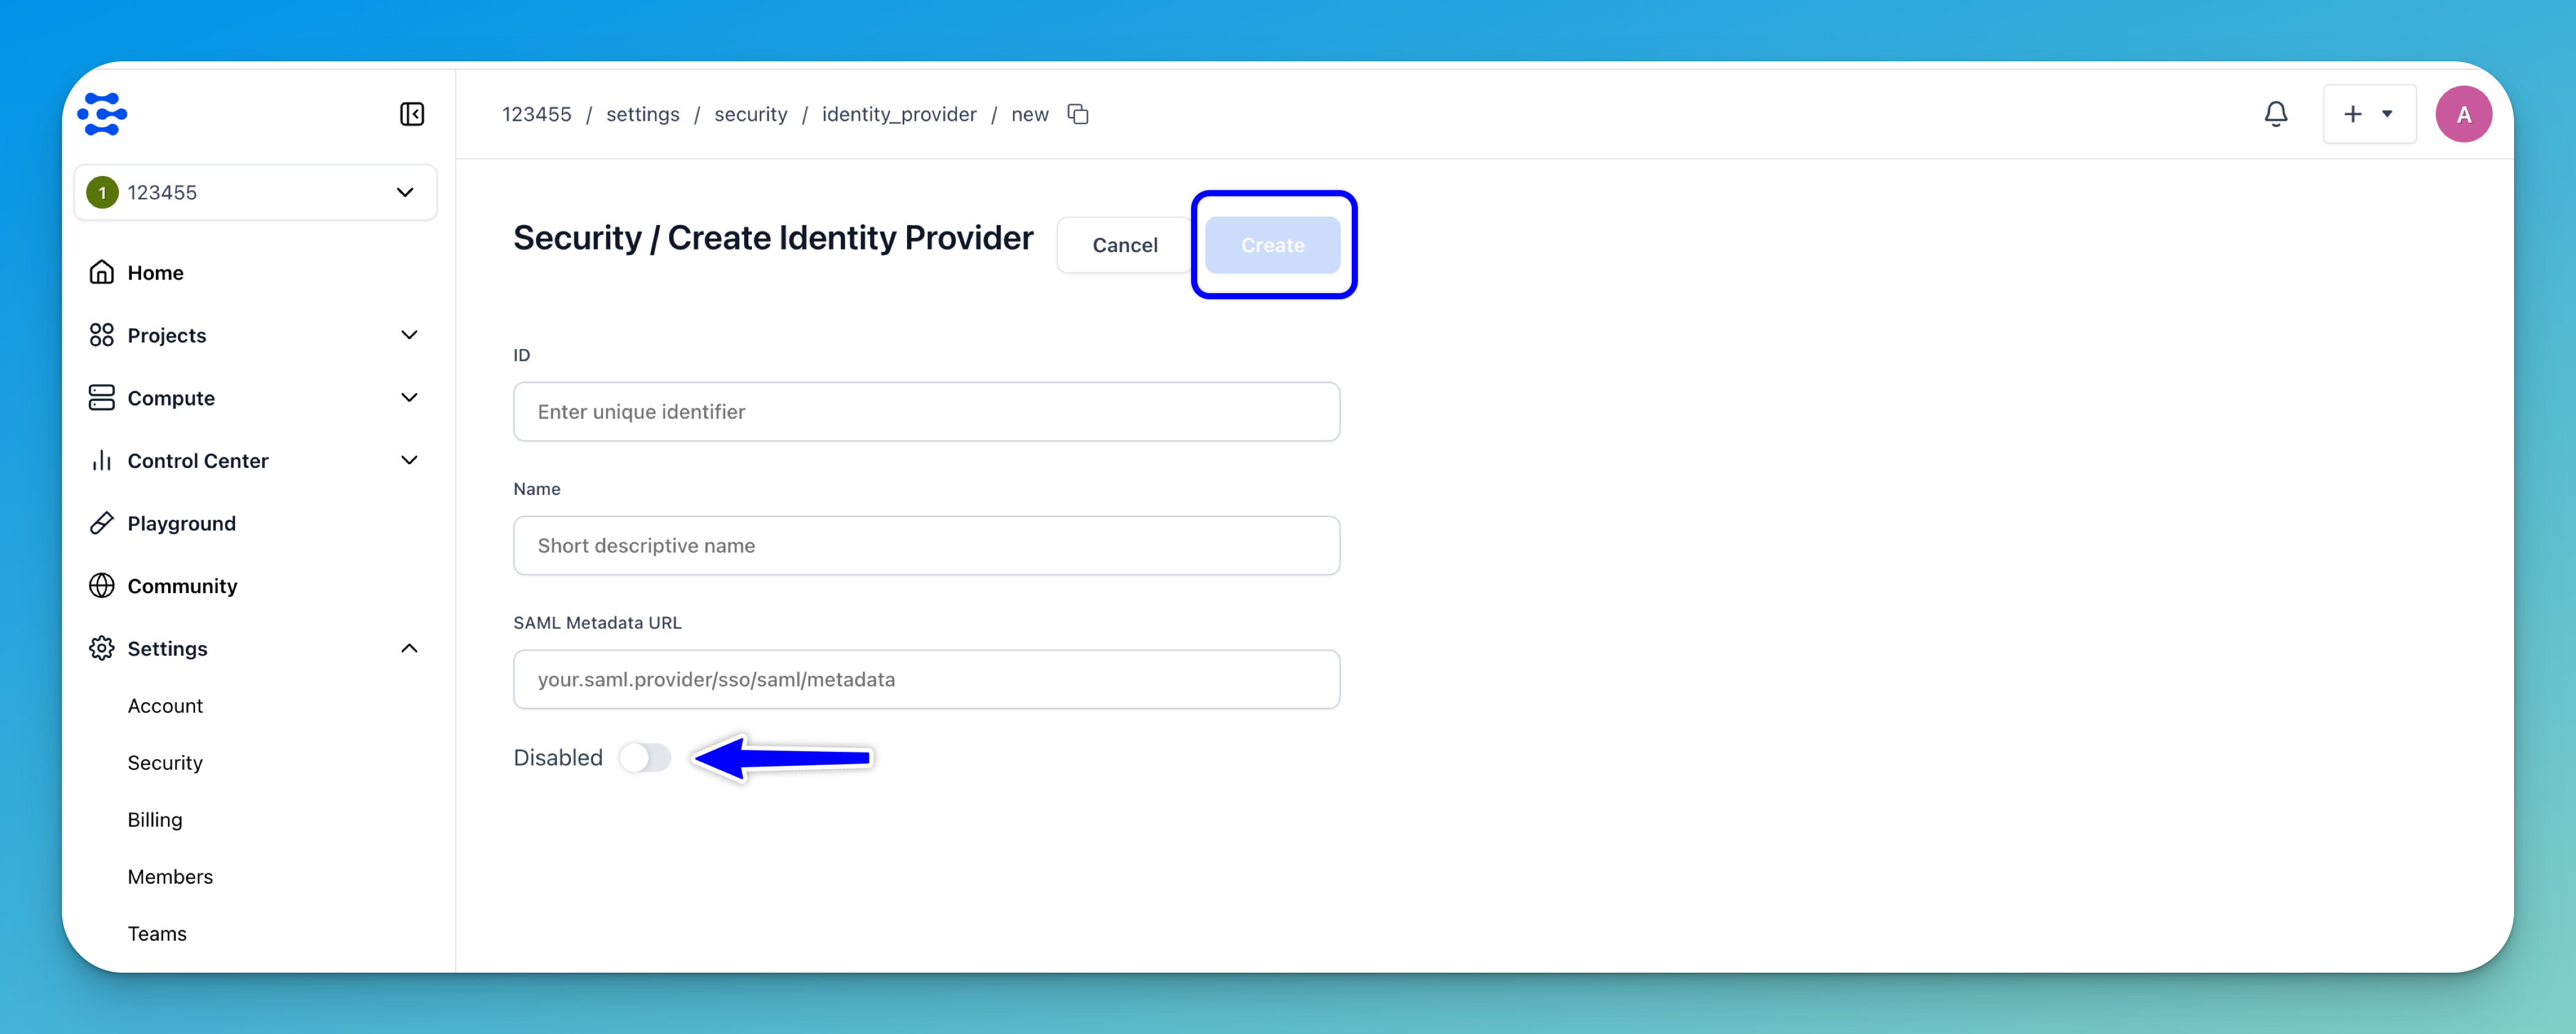 123455 / settings / security / identity_provider / new
A
1 123455
Home
Projects
Compute
Control Center
Playground
Community
Settings
Account
Security
Billing
Members
Teams
Security / Create Identity Provider
Cancel
Create
ID
Enter unique identifier
Name
Short descriptive name
SAML Metadata URL
your.saml.provider/sso/saml/metadata
Disabled